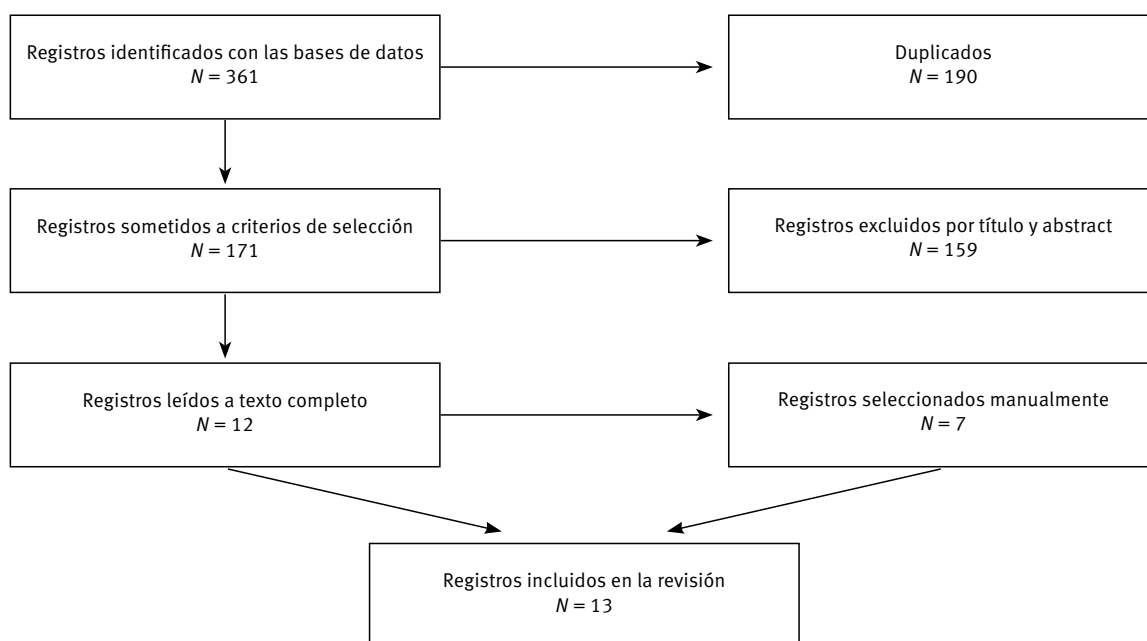 Registros identificados con las bases de datos
N = 361
Duplicados
N = 190
Registros sometidos a criterios de selección
N = 171
Registros excluidos por título y abstract
N = 159
Registros leídos a texto completo
N = 12
Registros seleccionados manualmente
N = 7
Registros incluidos en la revisión
N = 13